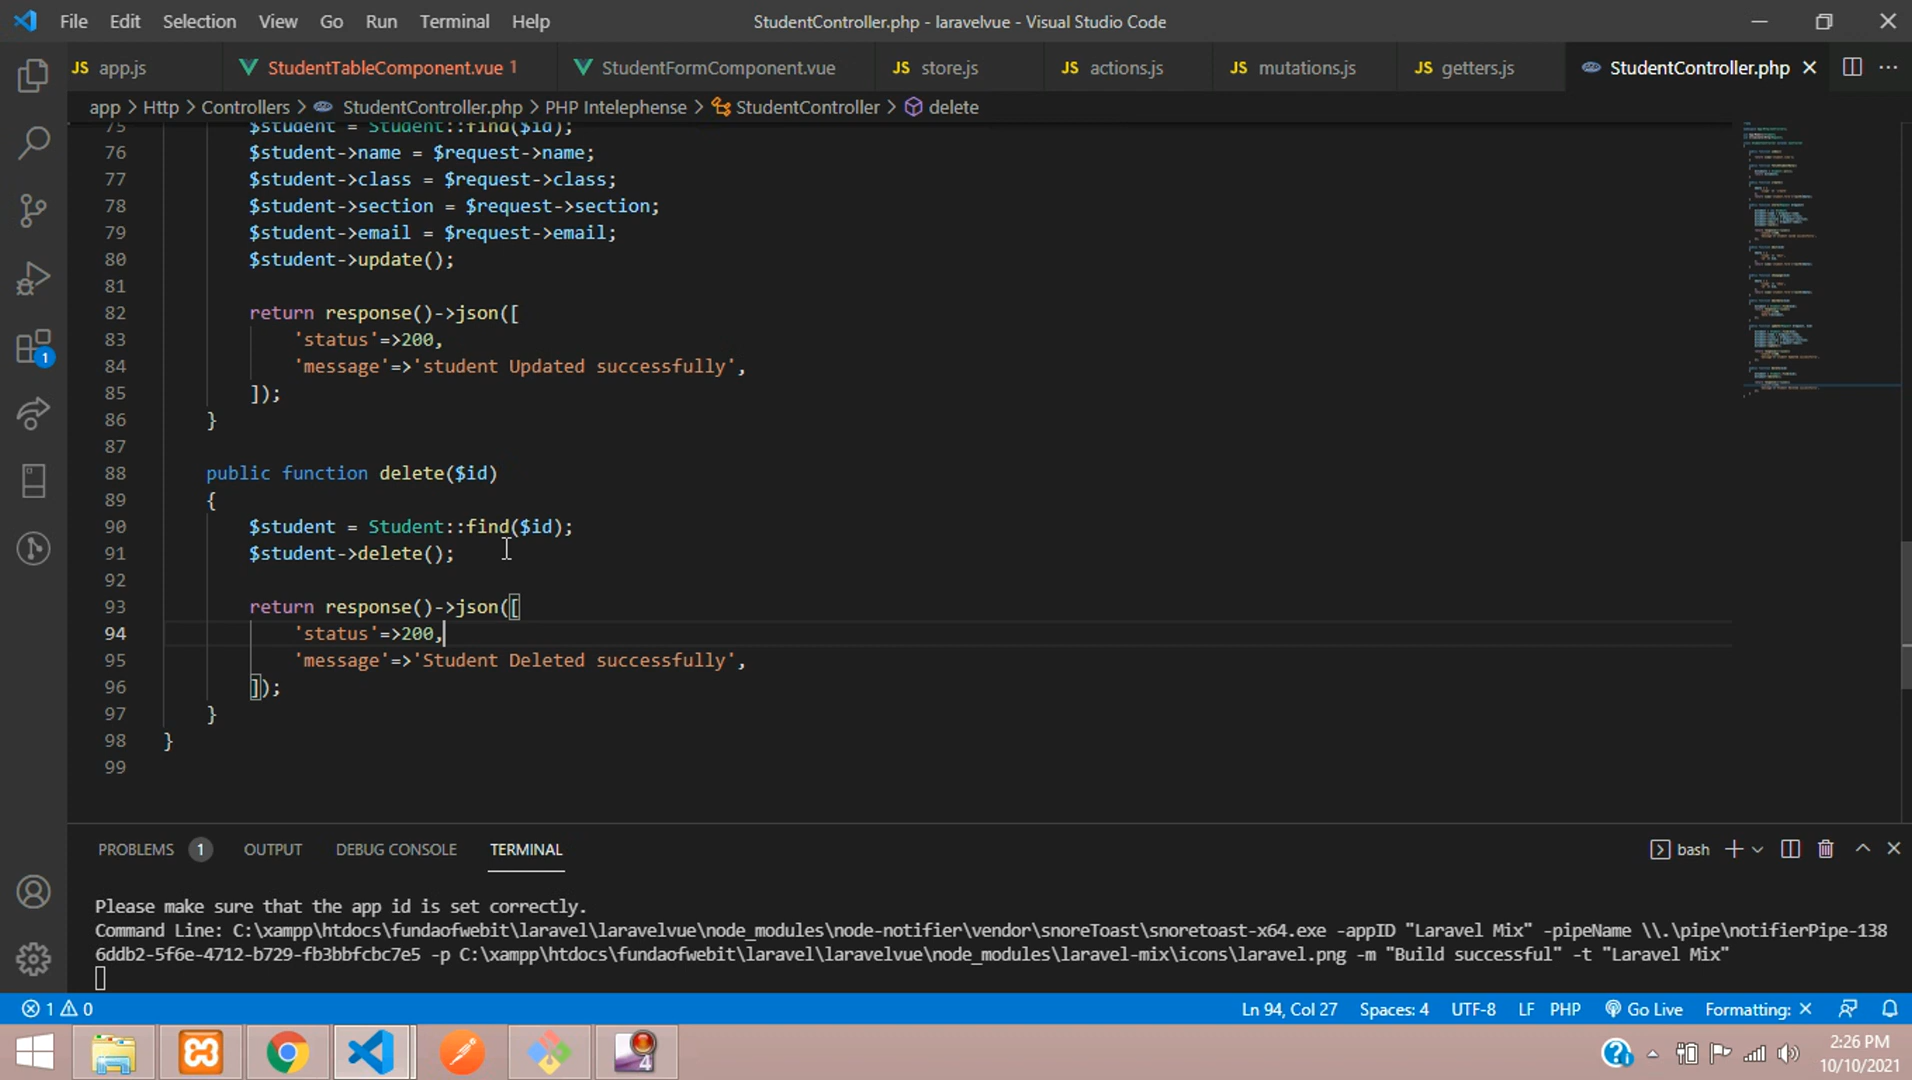 File Edit Selection View Go Run Terminal Help StudentController.php - laravelvue - Visual Studio Code
JS app.js StudentTableComponent.vue 1 StudentFormComponent.vue JS store.js JS actions.js JS mutations.js JS getters.js StudentController.php
app > Http > Controllers > StudentController.php > PHP Intelephense > StudentController > delete
75 $student = Student::find($id);
76 $student->name = $request->name;
77 $student->class = $request->class;
78 $student->section = $request->section;
79 $student->email = $request->email;
80 $student->update();
81
82 return response()->json([
83 'status'=>200,
84 'message'=>'student Updated successfully',
85 ]);
86 }
87
88 public function delete($id)
89 {
90 $student = Student::find($id);
91 $student->delete();
92
93 return response()->json([
94 'status'=>200,
95 'message'=>'Student Deleted successfully',
96 ]);
97 }
98 }
99
1
PROBLEMS 1 OUTPUT DEBUG CONSOLE TERMINAL bash
Please make sure that the app id is set correctly.
Command Line: C:\xampp\htdocs\fundaofwebit\laravel\laravelvue\node_modules\node-notifier\vendor\snoreToast\snoretoast-x64.exe -appID "Laravel Mix" -pipeName \\.\pipe\notifierPipe-138
6ddb2-5f6e-4712-b729-fb3bbfcbc7e5 -p C:\xampp\htdocs\fundaofwebit\laravel\laravelvue\node_modules\laravel-mix\icons\laravel.png -m "Build successful" -t "Laravel Mix"
1 0 Ln 94, Col 27 Spaces: 4 UTF-8 LF PHP Go Live Formatting: ×
4
2:26 PM
10/10/2021